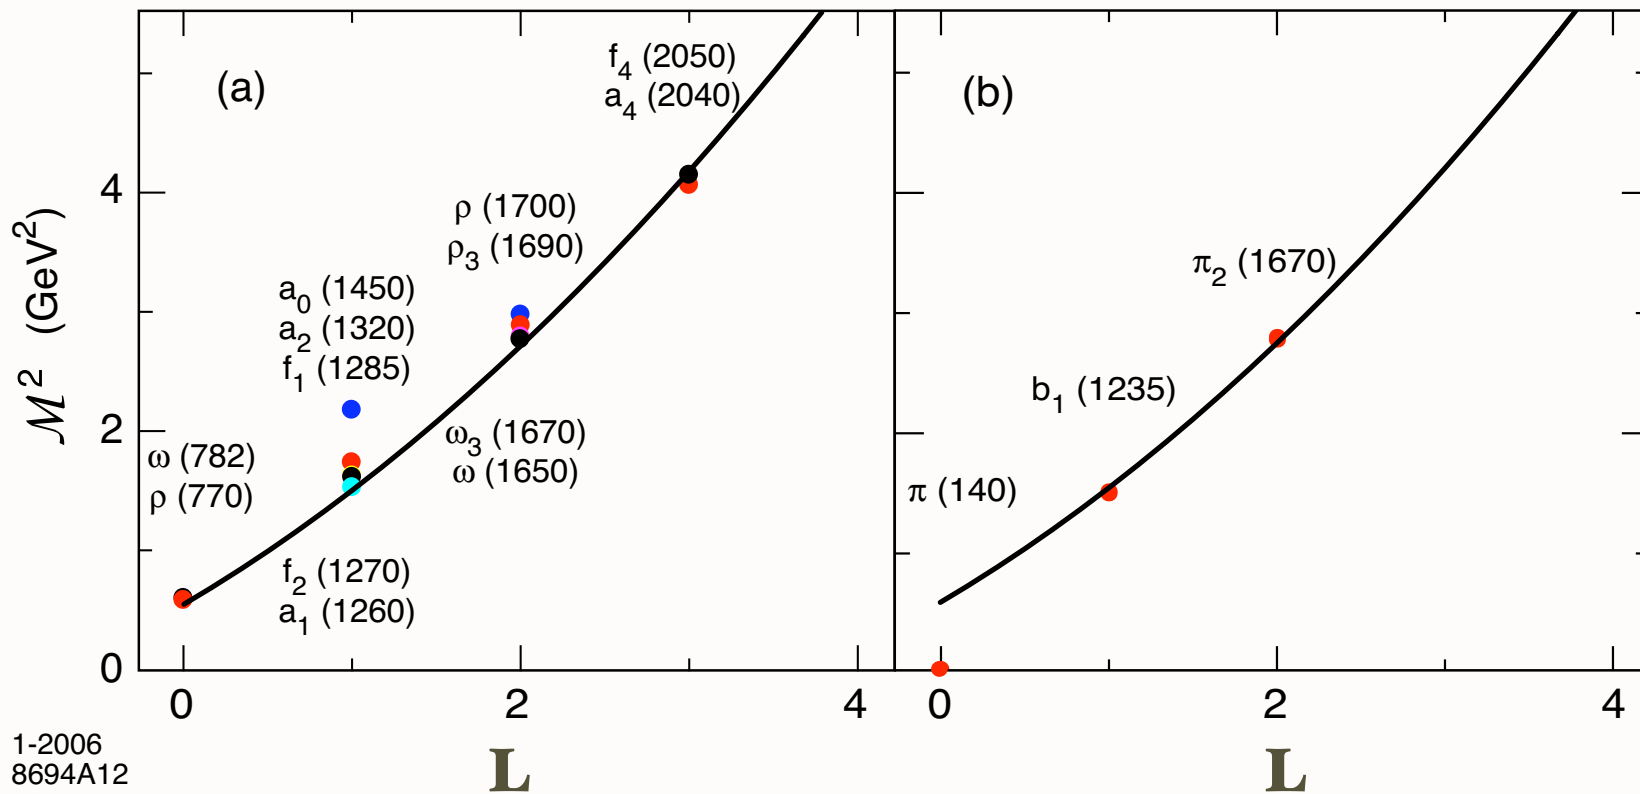 (a)
f4 (2050)
a4 (2040)
ρ (1700)
ρ3 (1690)
a0 (1450)
a2 (1320)
f1 (1285)
ω (782)
ρ (770)
ω3 (1670)
ω (1650)
f2 (1270)
a1 (1260)
4
2
0
ℳ2 (GeV2)
0 2 4
L
(b)
π2 (1670)
b1 (1235)
π (140)
0 2 4
L
1-2006
8694A12